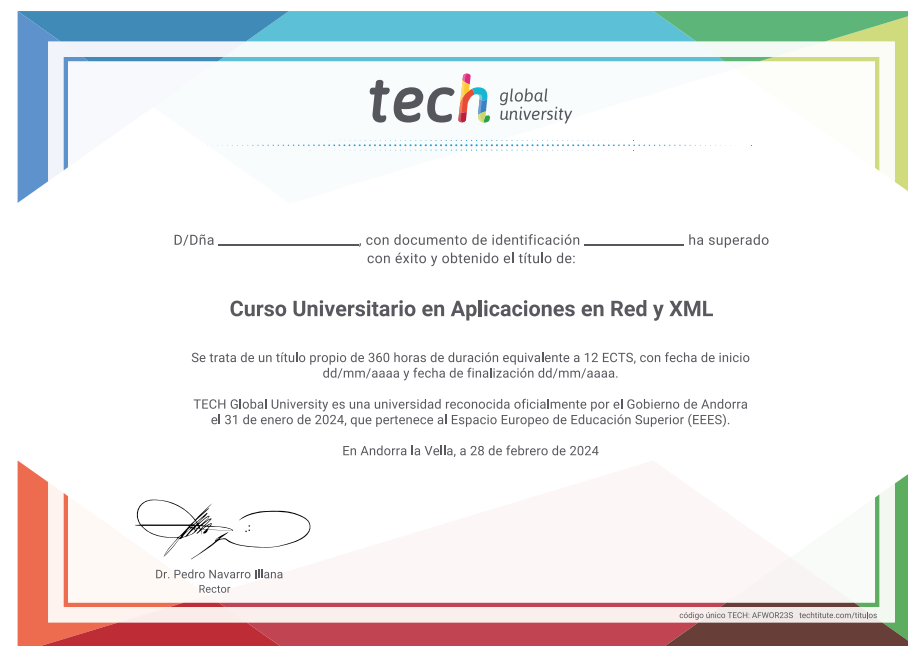 tech global university
D/Dña ____________________, con documento de identificación ______________ ha superado
con éxito y obtenido el título de:
Curso Universitario en Aplicaciones en Red y XML
Se trata de un título propio de 360 horas de duración equivalente a 12 ECTS, con fecha de inicio
dd/mm/aaaa y fecha de finalización dd/mm/aaaa.
TECH Global University es una universidad reconocida oficialmente por el Gobierno de Andorra
el 31 de enero de 2024, que pertenece al Espacio Europeo de Educación Superior (EEES).
En Andorra la Vella, a 28 de febrero de 2024
Dr. Pedro Navarro Illana
Rector
código único TECH: AFWOR23S techtitute.com/titulos